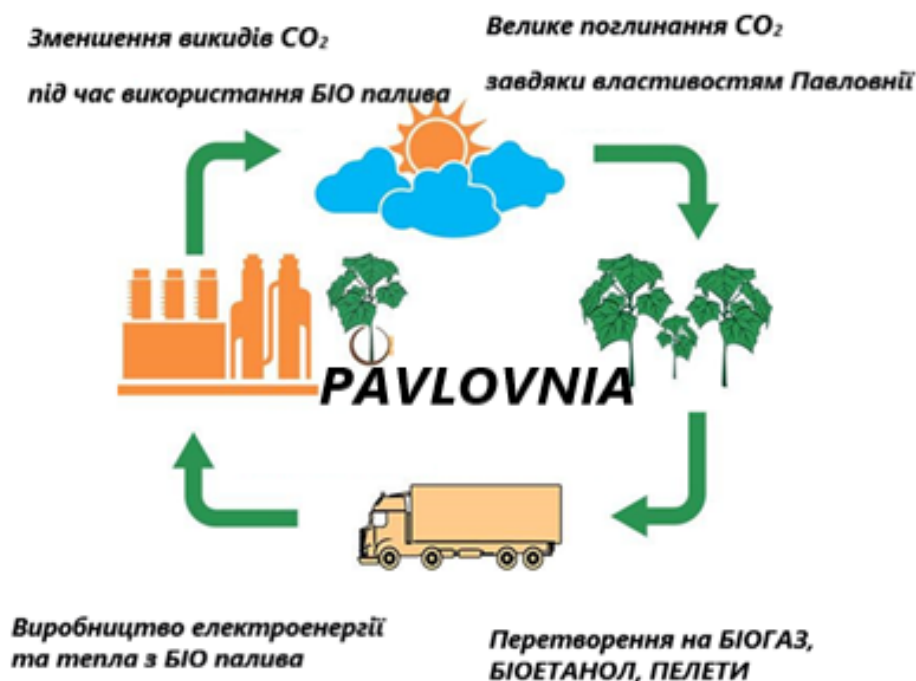 Зменшення викидів CO₂
під час використання БІО палива
Велике поглинання CO₂
завдяки властивостям Павловнії
PAVLOVNIA
Виробництво електроенергії
та тепла з БІО палива
Перетворення на БІОГАЗ,
БІОЕТАНОЛ, ПЕЛЕТИ